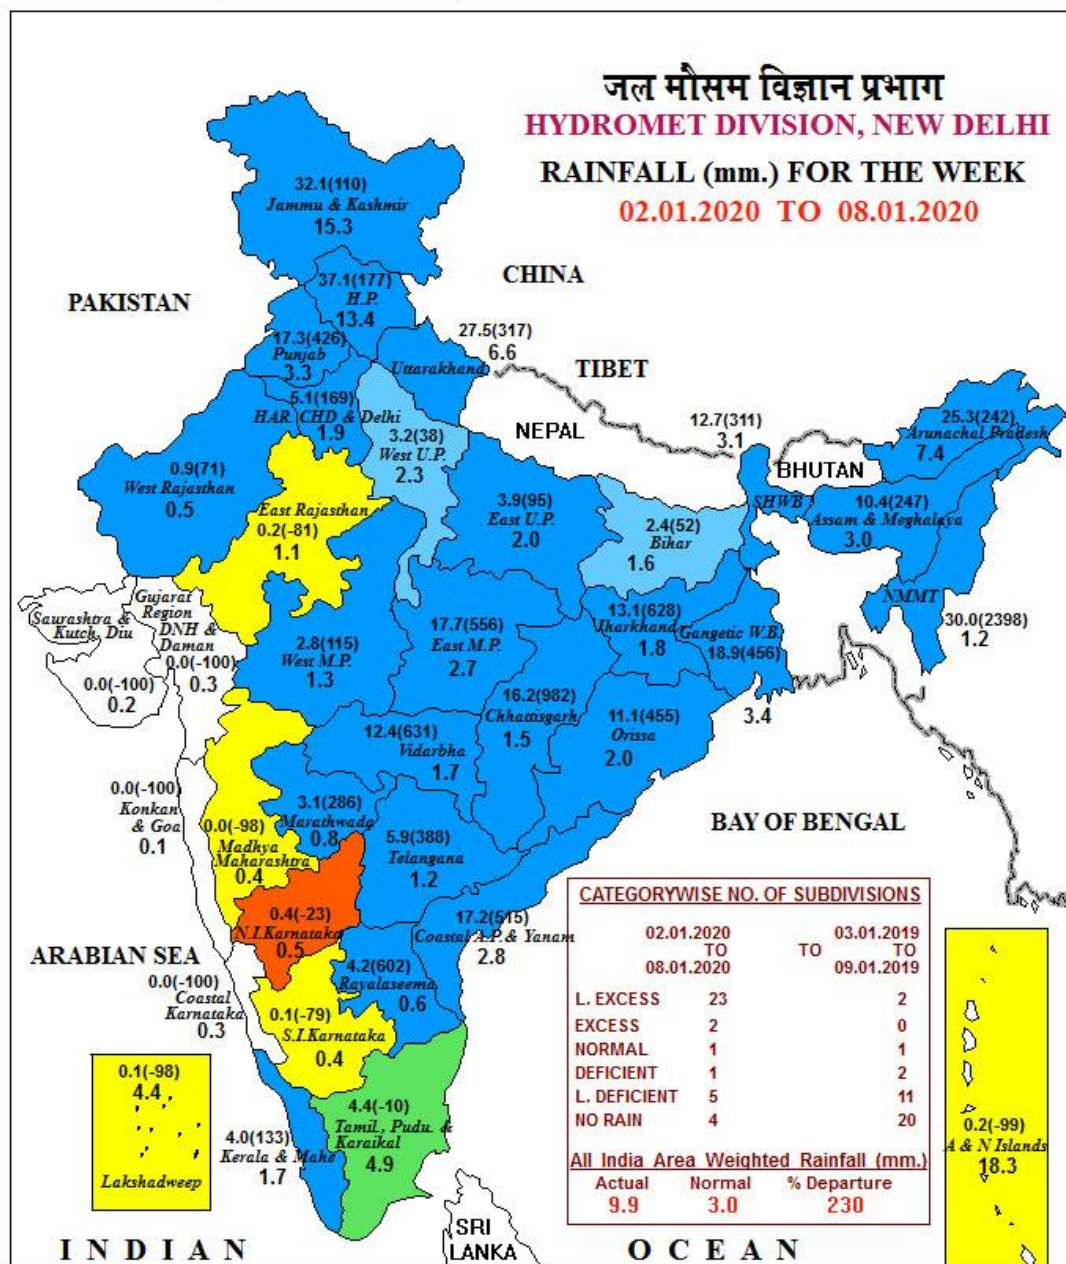 जल मौसम विज्ञान प्रभाग
HYDROMET DIVISION, NEW DELHI
RAINFALL (mm.) FOR THE WEEK
02.01.2020 TO 08.01.2020
32.1(110)
Jammu & Kashmir
15.3
CHINA
PAKISTAN
37.1(177)
H.P.
13.4
17.3(426)
Punjab
3.3
27.5(317)
6.6
Uttarakhand
TIBET
5.1(169)
HAR. CHD & Delhi
1.9
NEPAL
3.2(38)
West U.P.
2.3
12.7(311)
3.1
SHWB
BHUTAN
25.3(242)
Arunachal Pradesh
7.4
0.9(71)
West Rajasthan
0.5
East Rajasthan
0.2(-81)
1.1
3.9(95)
East U.P.
2.0
2.4(52)
Bihar
1.6
10.4(247)
Assam & Meghalaya
3.0
NMMT
30.0(2398)
1.2
Saurashtra &
Kutch, Diu
0.0(-100)
0.2
Gujarat
Region
DNH &
Daman
0.0(-100)
0.3
2.8(115)
West M.P.
1.3
17.7(556)
East M.P.
2.7
13.1(628)
Jharkhand
1.8
Gangetic W.B.
18.9(456)
3.4
16.2(982)
Chhattisgarh
1.5
11.1(455)
Orissa
2.0
12.4(631)
Vidarbha
1.7
0.0(-100)
Konkan
& Goa
0.1
0.0(-98)
Madhya
Maharashtra
0.4
3.1(286)
Marathwada
0.8
5.9(388)
Telangana
1.2
BAY OF BENGAL
0.4(-23)
N.I.Karnataka
0.5
17.2(515)
Coastal A.P.& Yanam
2.8
ARABIAN SEA
0.0(-100)
Coastal
Karnataka
0.3
4.2(602)
Rayalaseema
0.6
0.1(-79)
S.I.Karnataka
0.4
0.1(-98)
4.4
Lakshadweep
4.0(133)
Kerala & Mahe
1.7
4.4(-10)
Tamil., Pudu. &
Karaikal
4.9
CATEGORYWISE NO. OF SUBDIVISIONS
02.01.2020 03.01.2019
TO TO TO
08.01.2020 09.01.2019
L. EXCESS 23 2
EXCESS 2 0
NORMAL 1 1
DEFICIENT 1 2
L. DEFICIENT 5 11
NO RAIN 4 20
All India Area Weighted Rainfall (mm.)
Actual Normal % Departure
9.9 3.0 230
0.2(-99)
A & N Islands
18.3
SRI
LANKA
INDIAN OCEAN